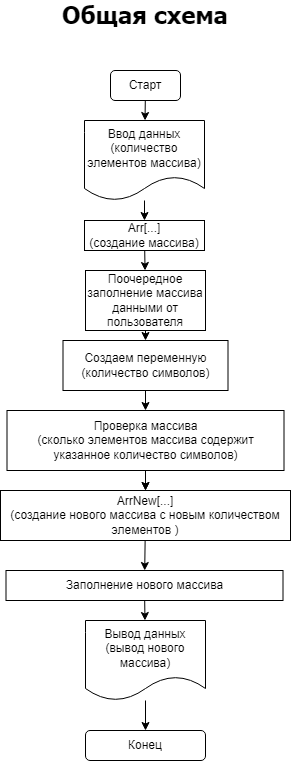 Общая схема
Старт
Ввод данных
(количество
элементов массива)
Arr[...]
(создание массива)
Поочередное
заполнение массива
данными от
пользователя
Создаем переменную
(количество символов)
Проверка массива
(сколько элементов массива содержит
указанное количество символов)
ArrNew[...]
(создание нового массива с новым количеством
элементов )
Заполнение нового массива
Вывод данных
(вывод нового
массива)
Конец